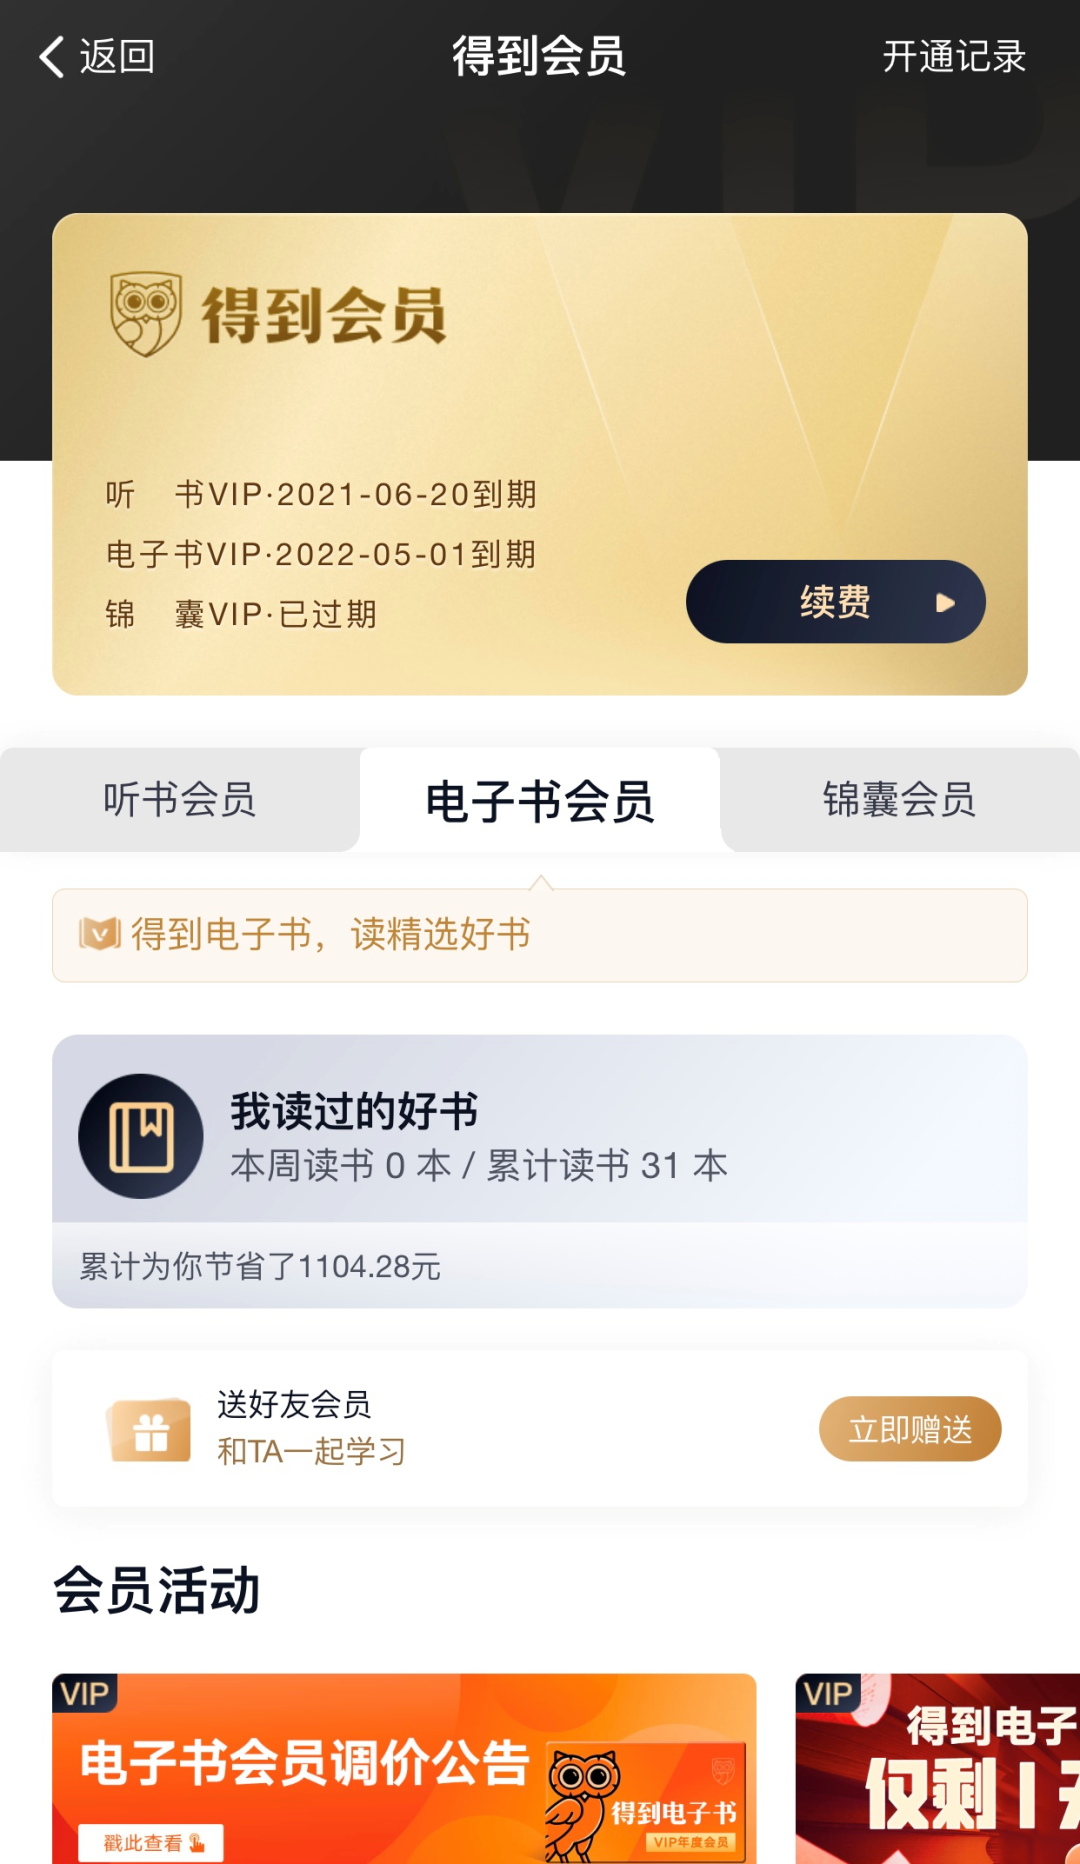 返回
得到会员
开通记录
得到会员
听 书VIP·2021-06-20到期
电子书VIP·2022-05-01到期
锦 囊VIP·已过期
续费
听书会员
电子书会员
锦囊会员
得到电子书，读精选好书
我读过的好书
本周读书 0 本 / 累计读书 31 本
累计为你节省了1104.28元
送好友会员
和TA一起学习
立即赠送
会员活动
VIP
电子书会员调价公告
戳此查看
得到电子书
VIP年度会员
VIP
得到电子
仅剩1